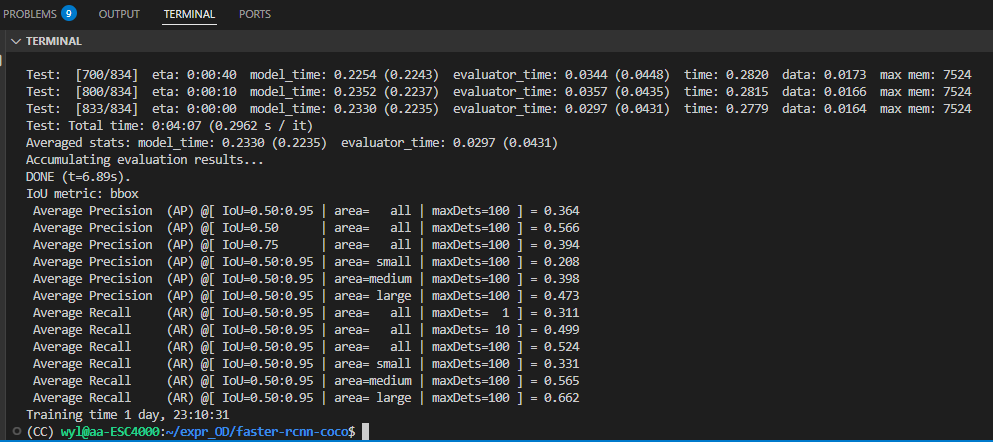 PROBLEMS 9 OUTPUT TERMINAL PORTS
TERMINAL
Test:  [700/834]  eta: 0:00:40  model_time: 0.2254 (0.2243)  evaluator_time: 0.0344 (0.0448)  time: 0.2820  data: 0.0173  max mem: 7524
Test:  [800/834]  eta: 0:00:10  model_time: 0.2352 (0.2237)  evaluator_time: 0.0357 (0.0435)  time: 0.2815  data: 0.0166  max mem: 7524
Test:  [833/834]  eta: 0:00:00  model_time: 0.2330 (0.2235)  evaluator_time: 0.0297 (0.0431)  time: 0.2779  data: 0.0164  max mem: 7524
Test: Total time: 0:04:07 (0.2962 s / it)
Averaged stats: model_time: 0.2330 (0.2235)  evaluator_time: 0.0297 (0.0431)
Accumulating evaluation results...
DONE (t=6.89s).
IoU metric: bbox
 Average Precision  (AP) @[ IoU=0.50:0.95 | area=   all | maxDets=100 ] = 0.364
 Average Precision  (AP) @[ IoU=0.50      | area=   all | maxDets=100 ] = 0.566
 Average Precision  (AP) @[ IoU=0.75      | area=   all | maxDets=100 ] = 0.394
 Average Precision  (AP) @[ IoU=0.50:0.95 | area= small | maxDets=100 ] = 0.208
 Average Precision  (AP) @[ IoU=0.50:0.95 | area=medium | maxDets=100 ] = 0.398
 Average Precision  (AP) @[ IoU=0.50:0.95 | area= large | maxDets=100 ] = 0.473
 Average Recall     (AR) @[ IoU=0.50:0.95 | area=   all | maxDets=  1 ] = 0.311
 Average Recall     (AR) @[ IoU=0.50:0.95 | area=   all | maxDets= 10 ] = 0.499
 Average Recall     (AR) @[ IoU=0.50:0.95 | area=   all | maxDets=100 ] = 0.524
 Average Recall     (AR) @[ IoU=0.50:0.95 | area= small | maxDets=100 ] = 0.331
 Average Recall     (AR) @[ IoU=0.50:0.95 | area=medium | maxDets=100 ] = 0.565
 Average Recall     (AR) @[ IoU=0.50:0.95 | area= large | maxDets=100 ] = 0.662
Training time 1 day, 23:10:31
(CC) wyl@aa-ESC4000:~/expr_OD/faster-rcnn-coco$